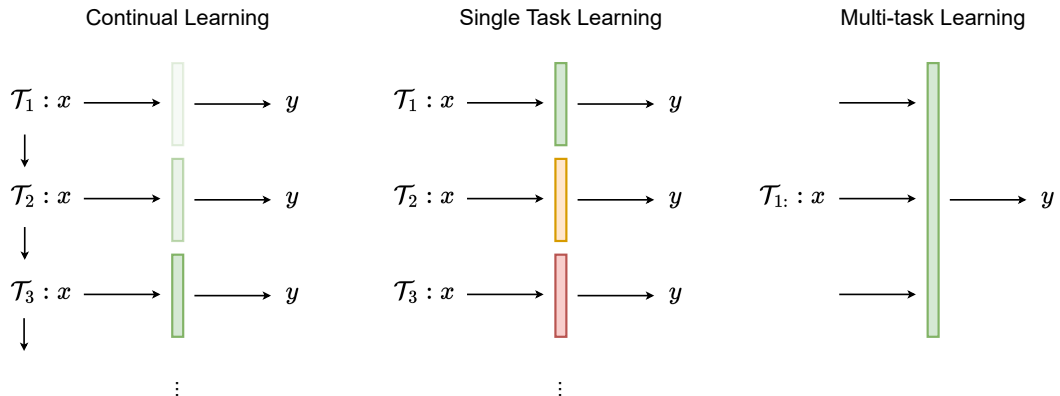 Continual Learning
Single Task Learning
Multi-task Learning
𝒯₁ : x
y
𝒯₂ : x
y
𝒯₃ : x
y
⋮
𝒯₁ : x
y
𝒯₂ : x
y
𝒯₃ : x
y
⋮
𝒯₁: : x
y